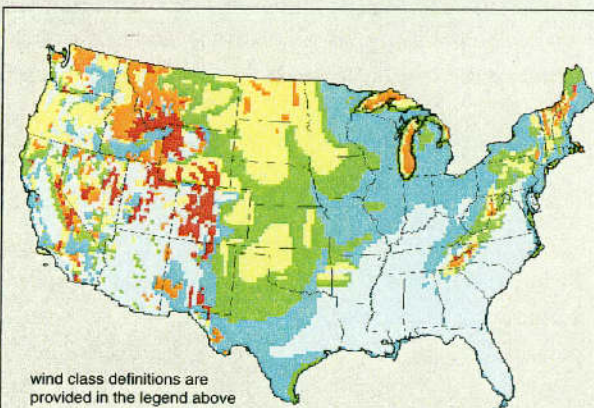 wind class definitions are
provided in the legend above